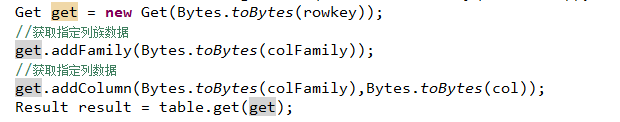 Get get = new Get(Bytes.toBytes(rowkey));
//获取指定列族数据
get.addFamily(Bytes.toBytes(colFamily));
//获取指定列数据
get.addColumn(Bytes.toBytes(colFamily),Bytes.toBytes(col));
Result result = table.get(get);